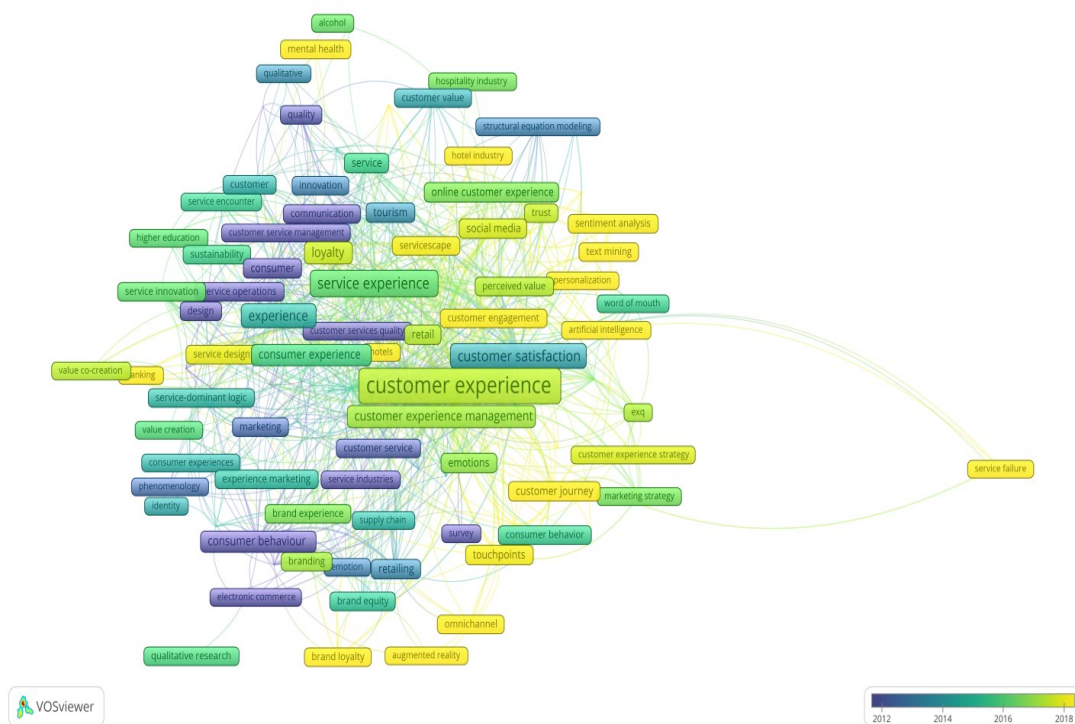 alcohol
mental health
qualitative
hospitality industry
customer value
quality
structural equation modeling
hotel industry
service
customer
innovation
online customer experience
service encounter
communication
tourism
trust
social media
sentiment analysis
customer service management
higher education
servicescape
sustainability
loyalty
text mining
consumer
service experience
perceived value
personalization
service innovation
service operations
word of mouth
design
experience
customer engagement
customer services quality
retail
artificial intelligence
service design
consumer experience
hotels
customer satisfaction
value co-creation
banking
customer experience
service-dominant logic
customer experience management
exq
value creation
marketing
customer service
customer experience strategy
consumer experiences
emotions
service failure
experience marketing
service industries
phenomenology
customer journey
marketing strategy
identity
brand experience
supply chain
consumer behaviour
survey
consumer behavior
touchpoints
branding
emotion
retailing
electronic commerce
brand equity
omnichannel
qualitative research
brand loyalty
augmented reality
VOSviewer
2012 2014 2016 2018